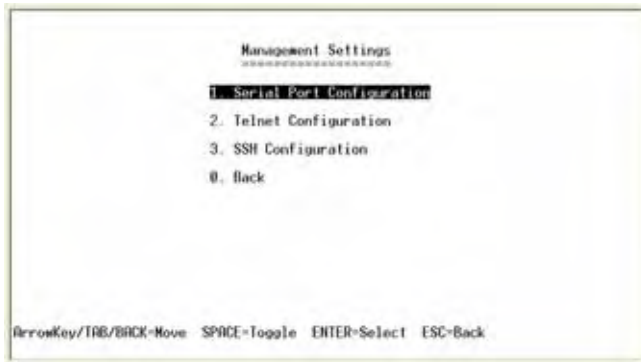 Management Settings
====================
1. Serial Port Configuration
2. Telnet Configuration
3. SSH Configuration
0. Back
ArrowKey/TAB/BACK=Move SPACE=Toggle ENTER=Select ESC=Back